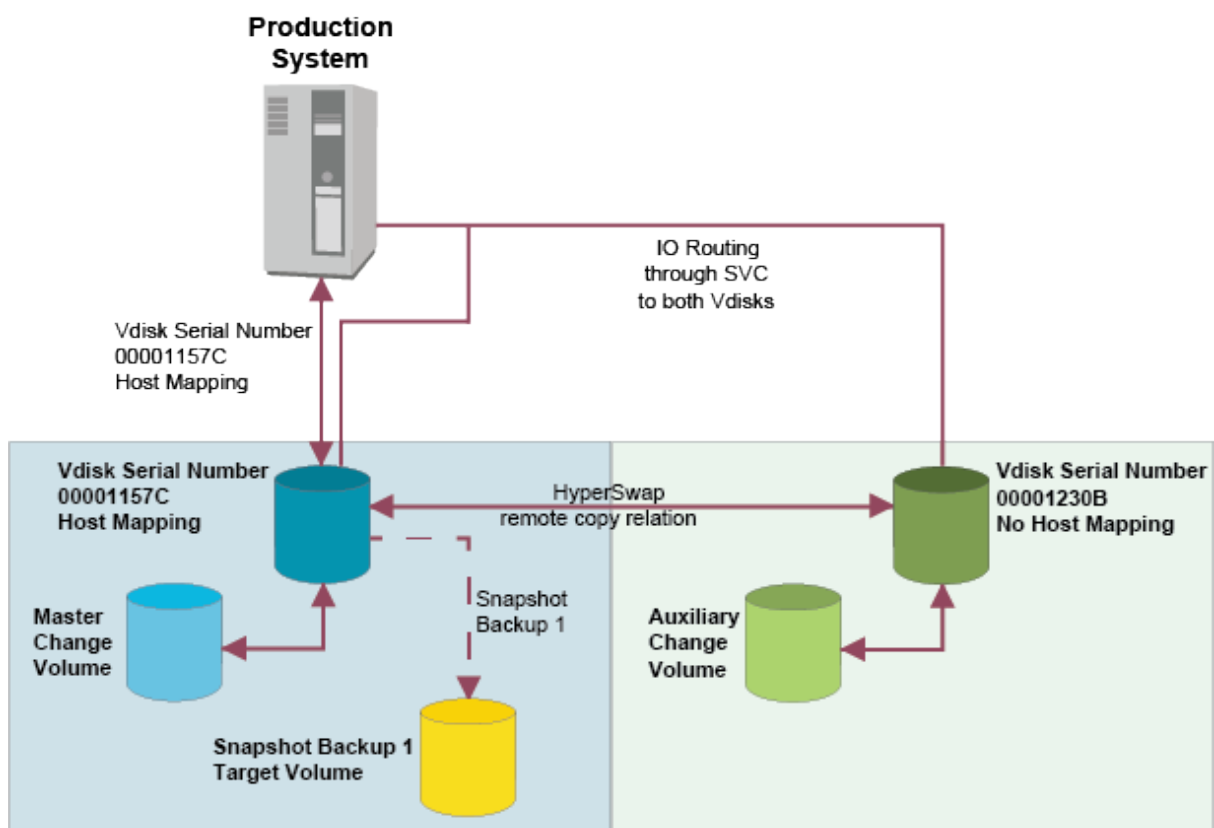 Production
System
IO Routing
through SVC
to both Vdisks
Vdisk Serial Number
00001157C
Host Mapping
Vdisk Serial Number
00001157C
Host Mapping
HyperSwap
remote copy relation
Vdisk Serial Number
00001230B
No Host Mapping
Master
Change
Volume
Snapshot
Backup 1
Auxiliary
Change
Volume
Snapshot Backup 1
Target Volume